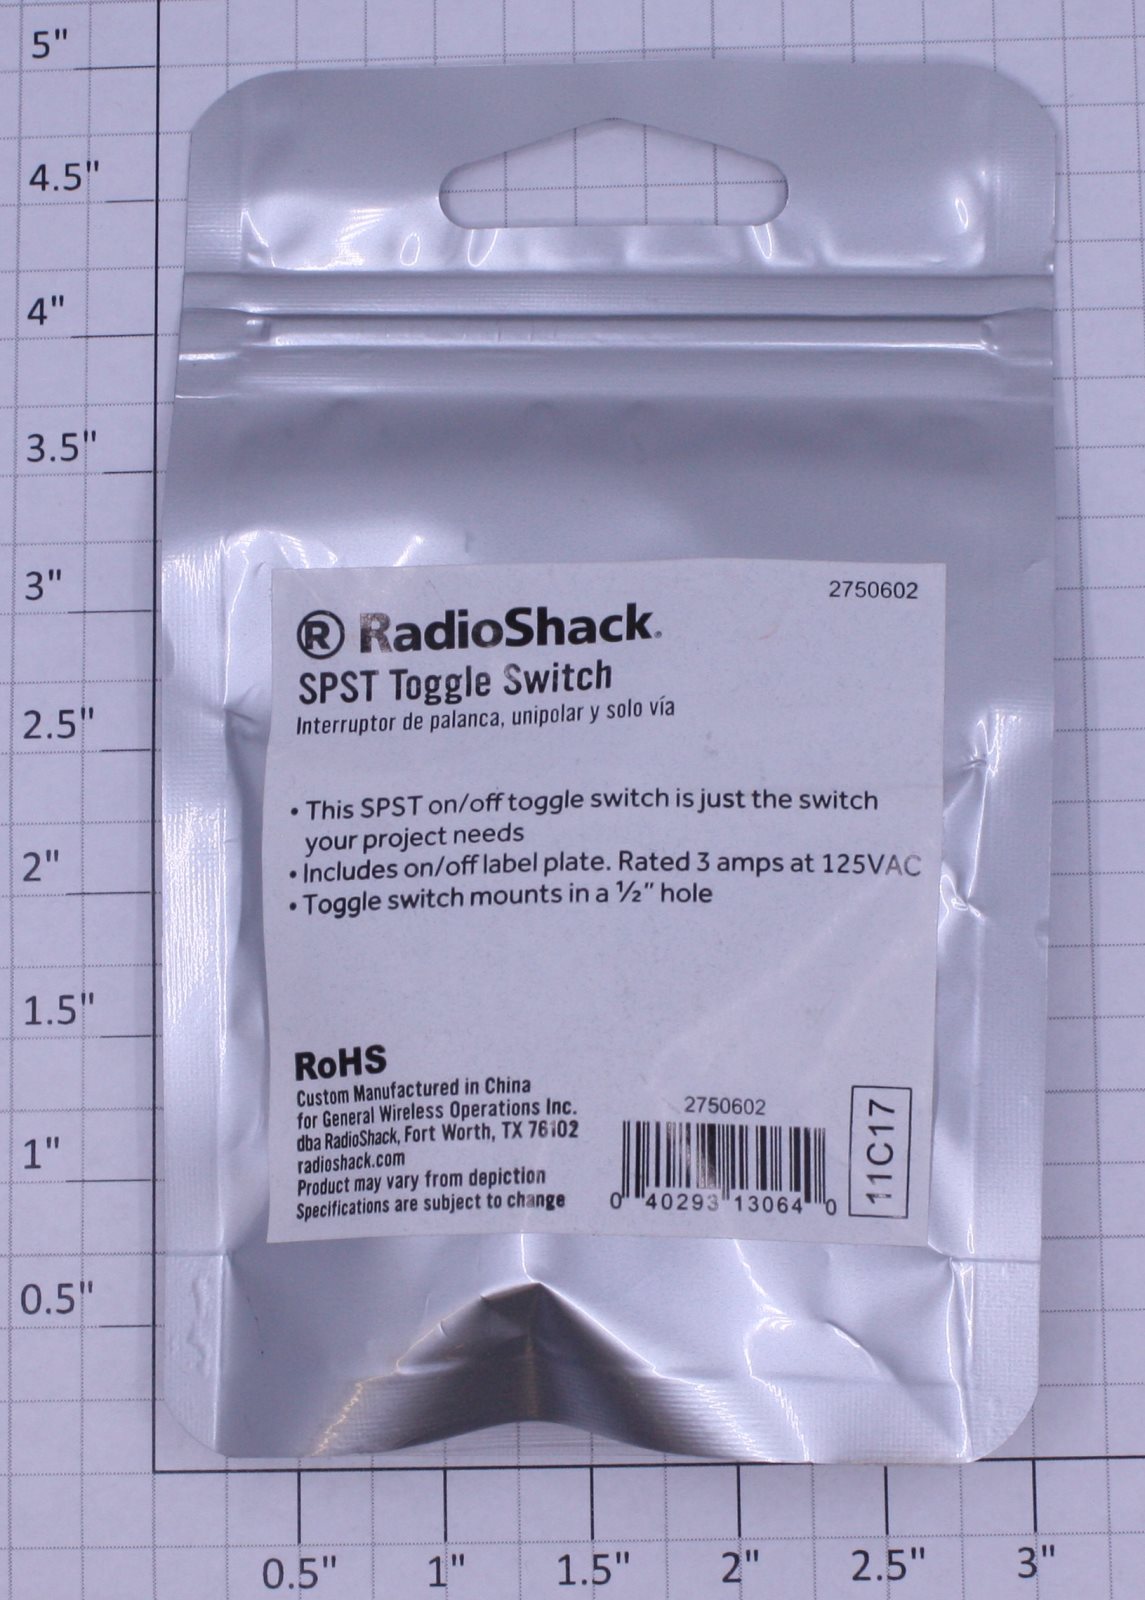 5"
4.5"
4"
3.5"
3"
2.5"
2"
1.5"
1"
0.5"
2750602
® RadioShack.
SPST Toggle Switch
Interruptor de palanca, unipolar y solo vía
• This SPST on/off toggle switch is just the switch
your project needs
• Includes on/off label plate. Rated 3 amps at 125VAC
• Toggle switch mounts in a ½" hole
RoHS
Custom Manufactured in China
for General Wireless Operations Inc.
dba RadioShack, Fort Worth, TX 76102
radioshack.com
Product may vary from depiction
Specifications are subject to change
2750602
0 40293 13064 0
11C17
0.5" 1" 1.5" 2" 2.5" 3"